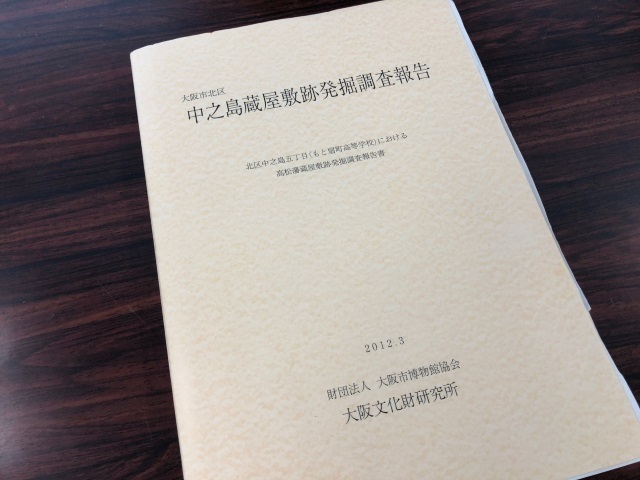 大阪市北区
中之島蔵屋敷跡発掘調査報告
北区中之島五丁目(もと扇町高等学校)における
高松藩蔵屋敷跡発掘調査報告書
2012.3
財団法人 大阪市博物館協会
大阪文化財研究所